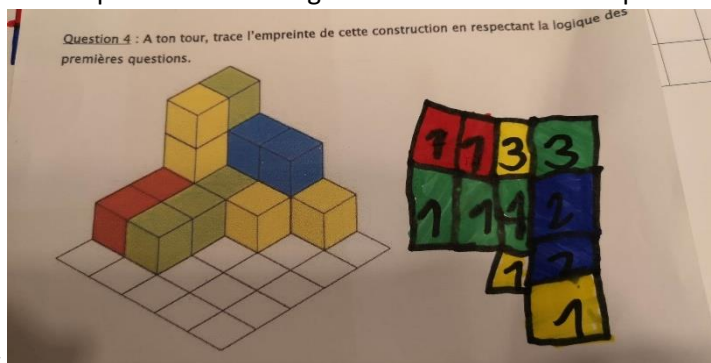 Question 4 : A ton tour, trace l'empreinte de cette construction en respectant la logique des
premières questions.
1 1 3 3
1 1 1 2
1 2
1